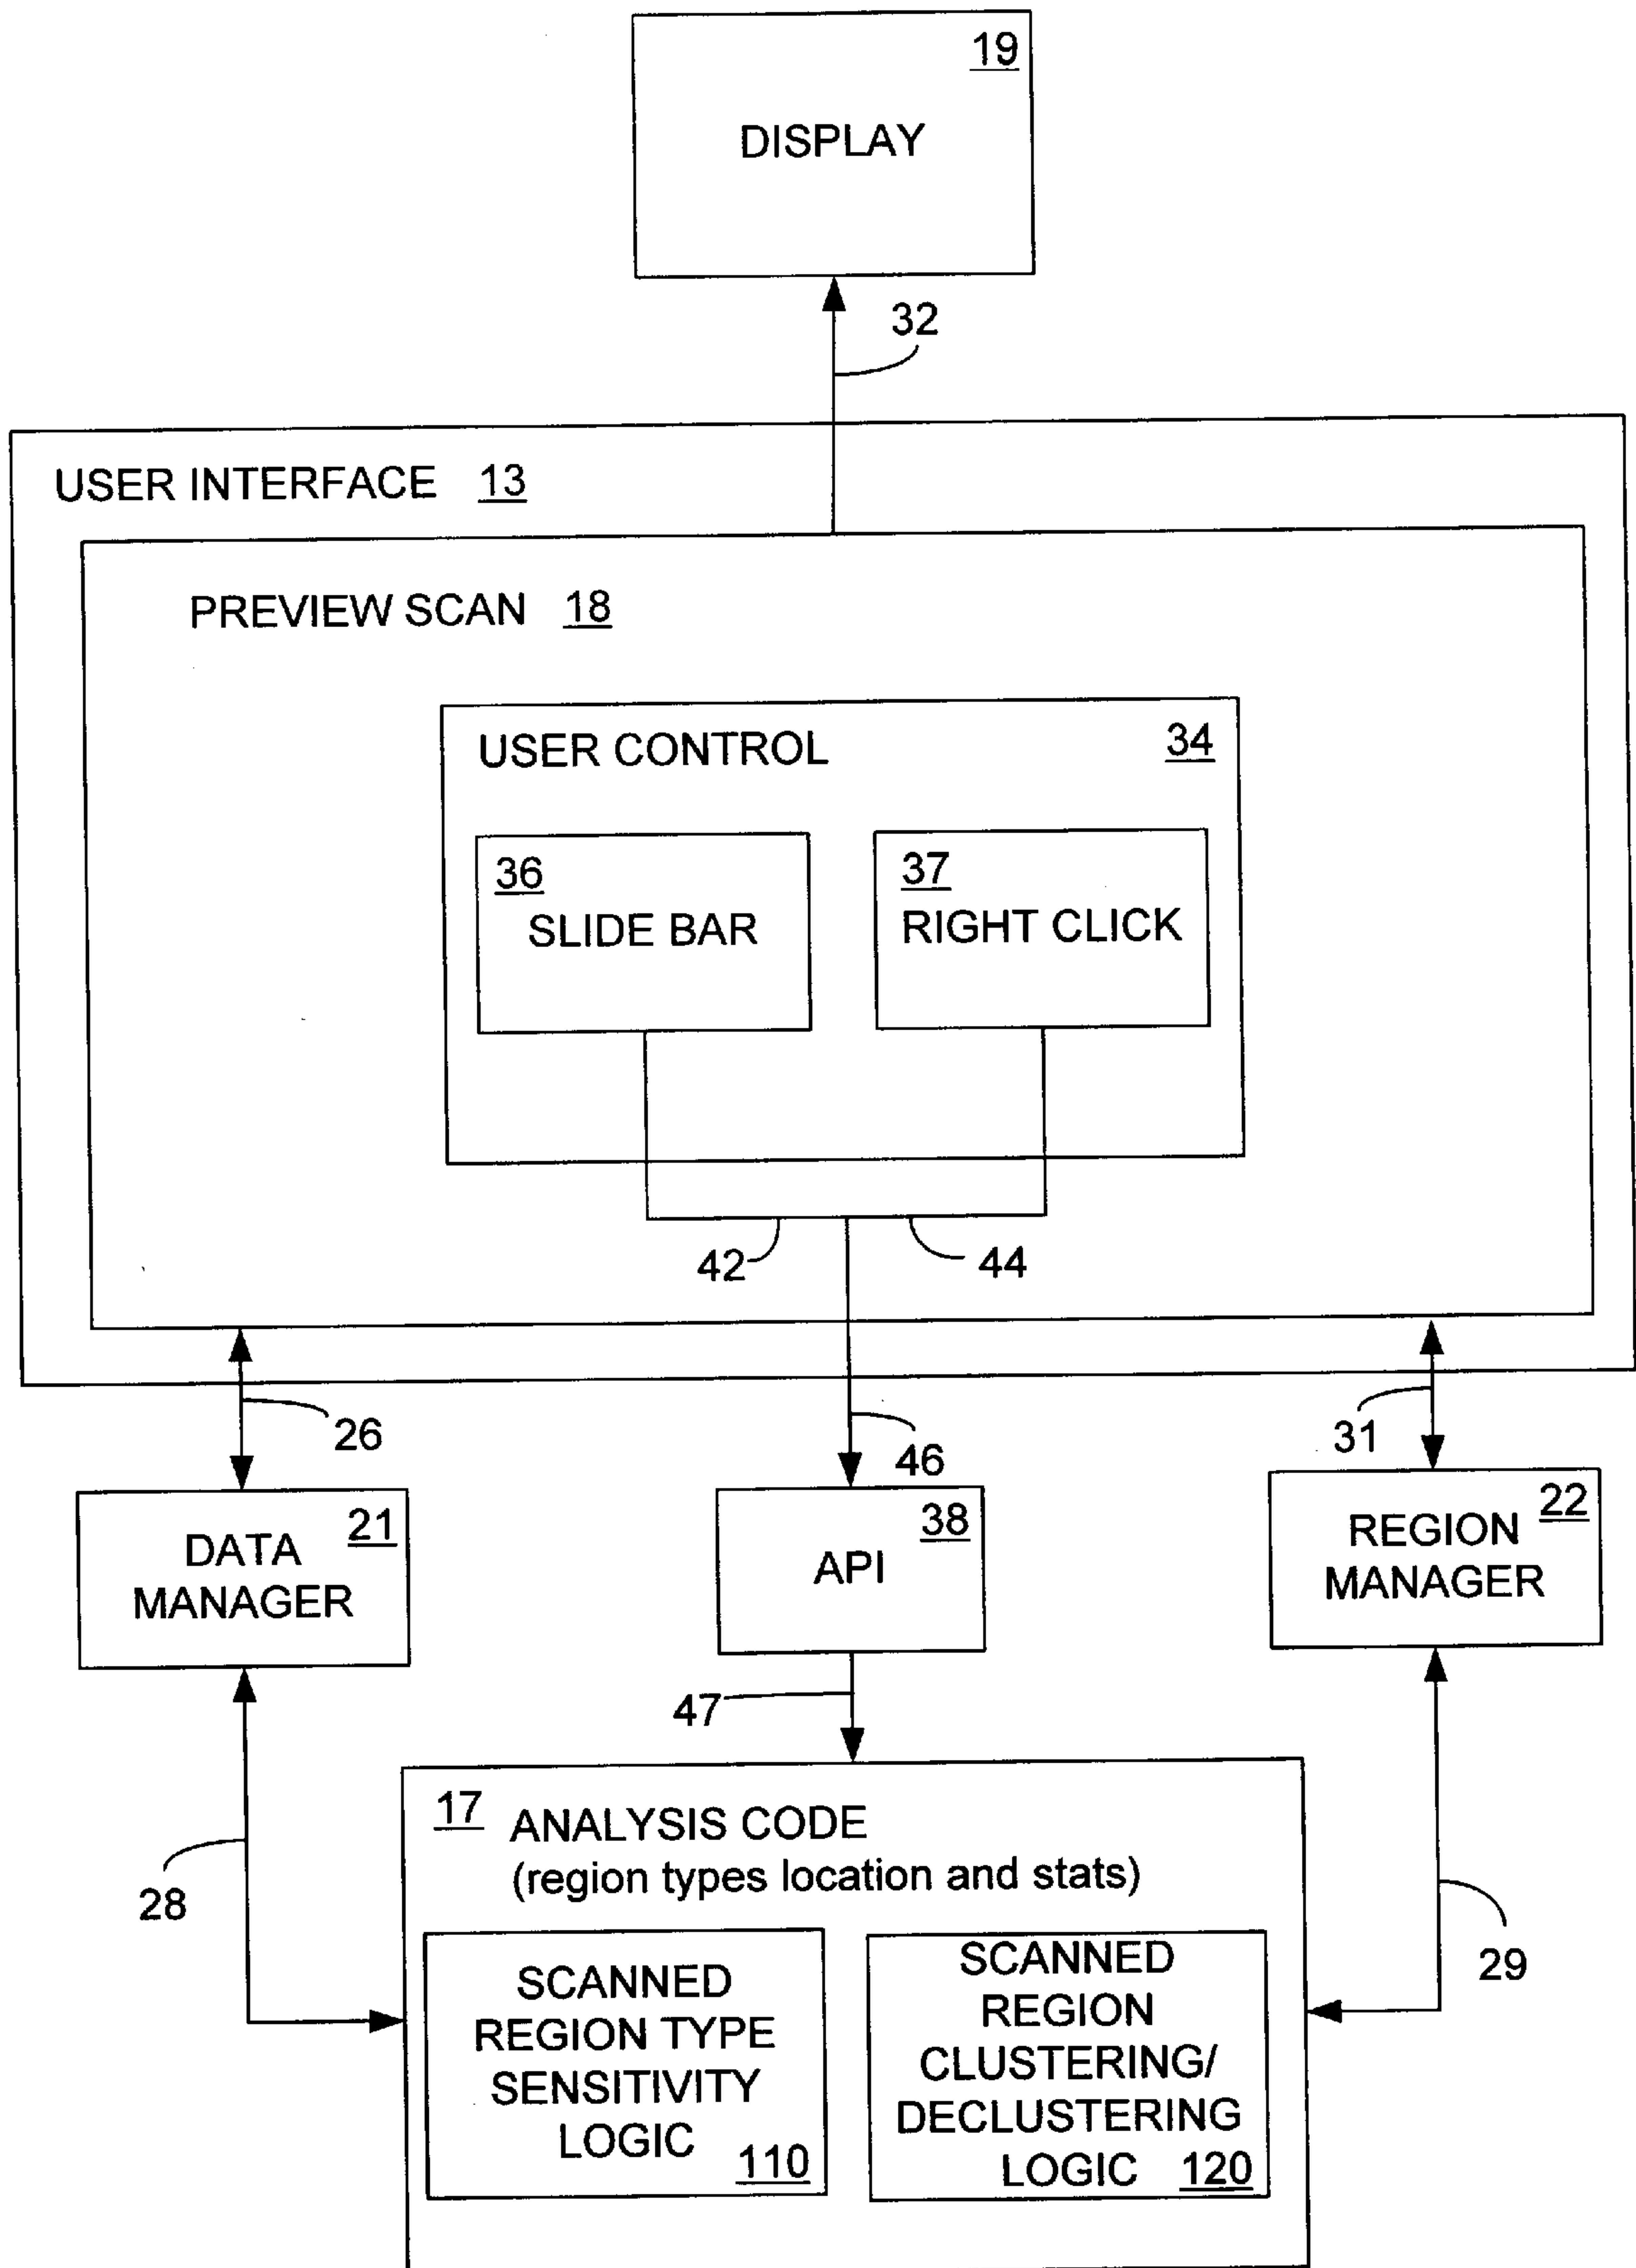 19
DISPLAY
32
USER INTERFACE 13
PREVIEW SCAN 18
USER CONTROL 34
36
SLIDE BAR
37
RIGHT CLICK
42
44
26
46
31
21
DATA
MANAGER
38
API
22
REGION
MANAGER
47
17 ANALYSIS CODE
(region types location and stats)
28
29
SCANNED
REGION TYPE
SENSITIVITY
LOGIC
110
SCANNED
REGION
CLUSTERING/
DECLUSTERING
LOGIC 120